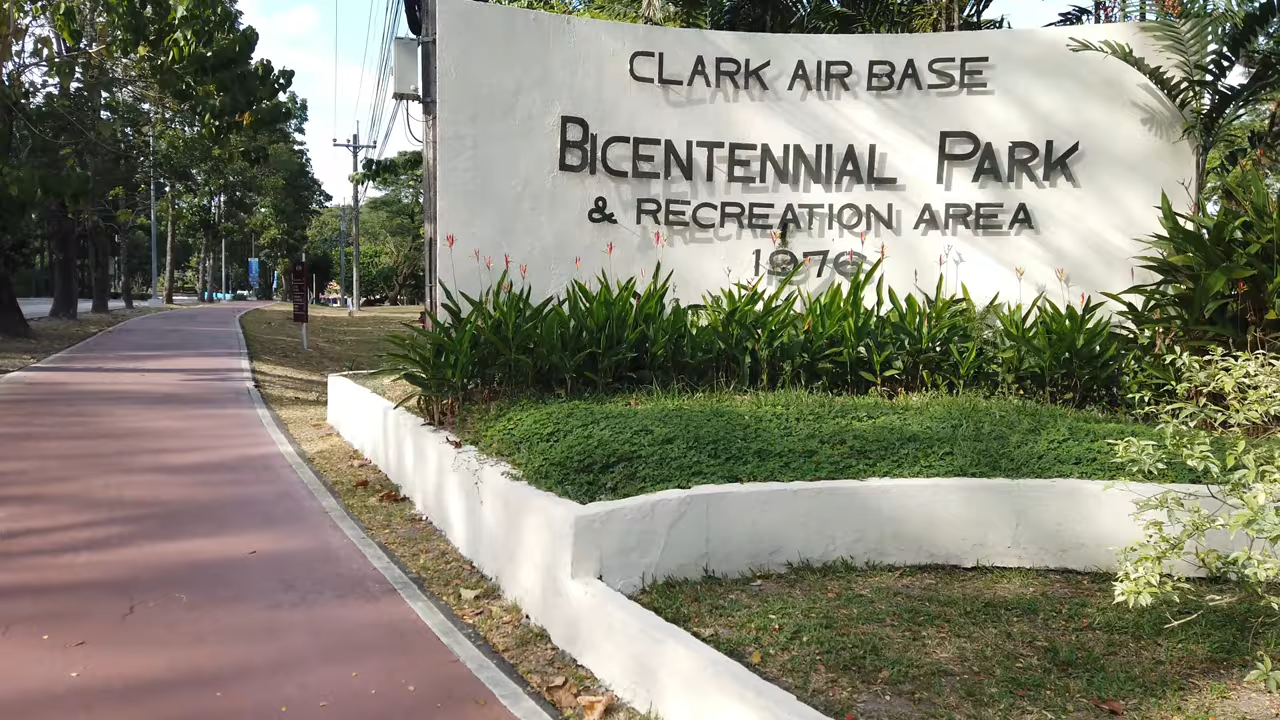 CLARK AIR BASE
BICENTENNIAL PARK
& RECREATION AREA
1976